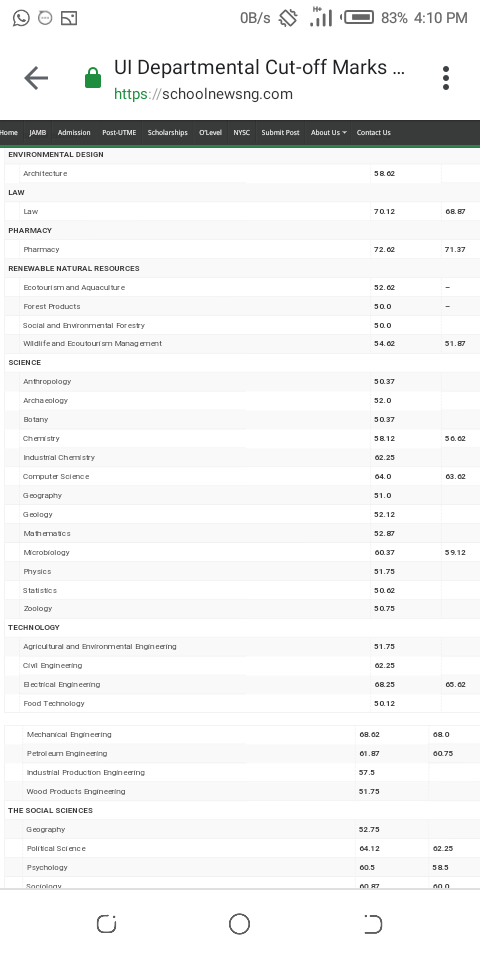 0B/s H+ 83% 4:10 PM
UI Departmental Cut-off Marks ...
https://schoolnewsng.com
Home JAMB Admission Post-UTME Scholarships O'Level NYSC Submit Post About Us Contact Us
ENVIRONMENTAL DESIGN
Architecture 58.62
LAW
Law 70.12 68.87
PHARMACY
Pharmacy 72.62 71.37
RENEWABLE NATURAL RESOURCES
Ecotourism and Aquaculture 52.62 –
Forest Products 50.0 –
Social and Environmental Forestry 50.0
Wildlife and Ecoutourism Management 54.62 51.87
SCIENCE
Anthropology 50.37
Archaeology 52.0
Botany 50.37
Chemistry 58.12 56.62
Industrial Chemistry 62.25
Computer Science 64.0 63.62
Geography 51.0
Geology 52.12
Mathematics 52.87
Microbiology 60.37 59.12
Physics 51.75
Statistics 50.62
Zoology 50.75
TECHNOLOGY
Agricultural and Environmental Engineering 51.75
Civil Engineering 62.25
Electrical Engineering 68.25 65.62
Food Technology 50.12
Mechanical Engineering 68.62 68.0
Petroleum Engineering 61.87 60.75
Industrial Production Engineering 57.5
Wood Products Engineering 51.75
THE SOCIAL SCIENCES
Geography 52.75
Political Science 64.12 62.25
Psychology 60.5 58.5
Sociology 60.87 60.0